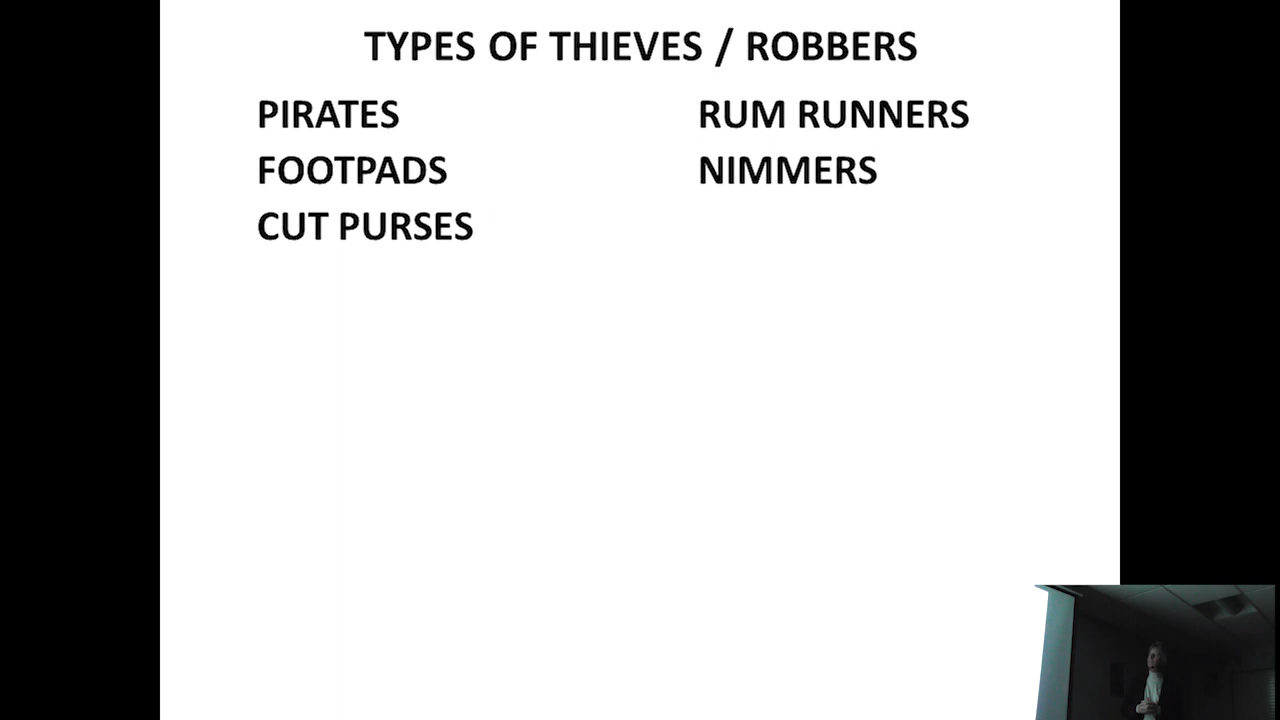 TYPES OF THIEVES / ROBBERS
PIRATES
FOOTPADS
CUT PURSES
RUM RUNNERS
NIMMERS